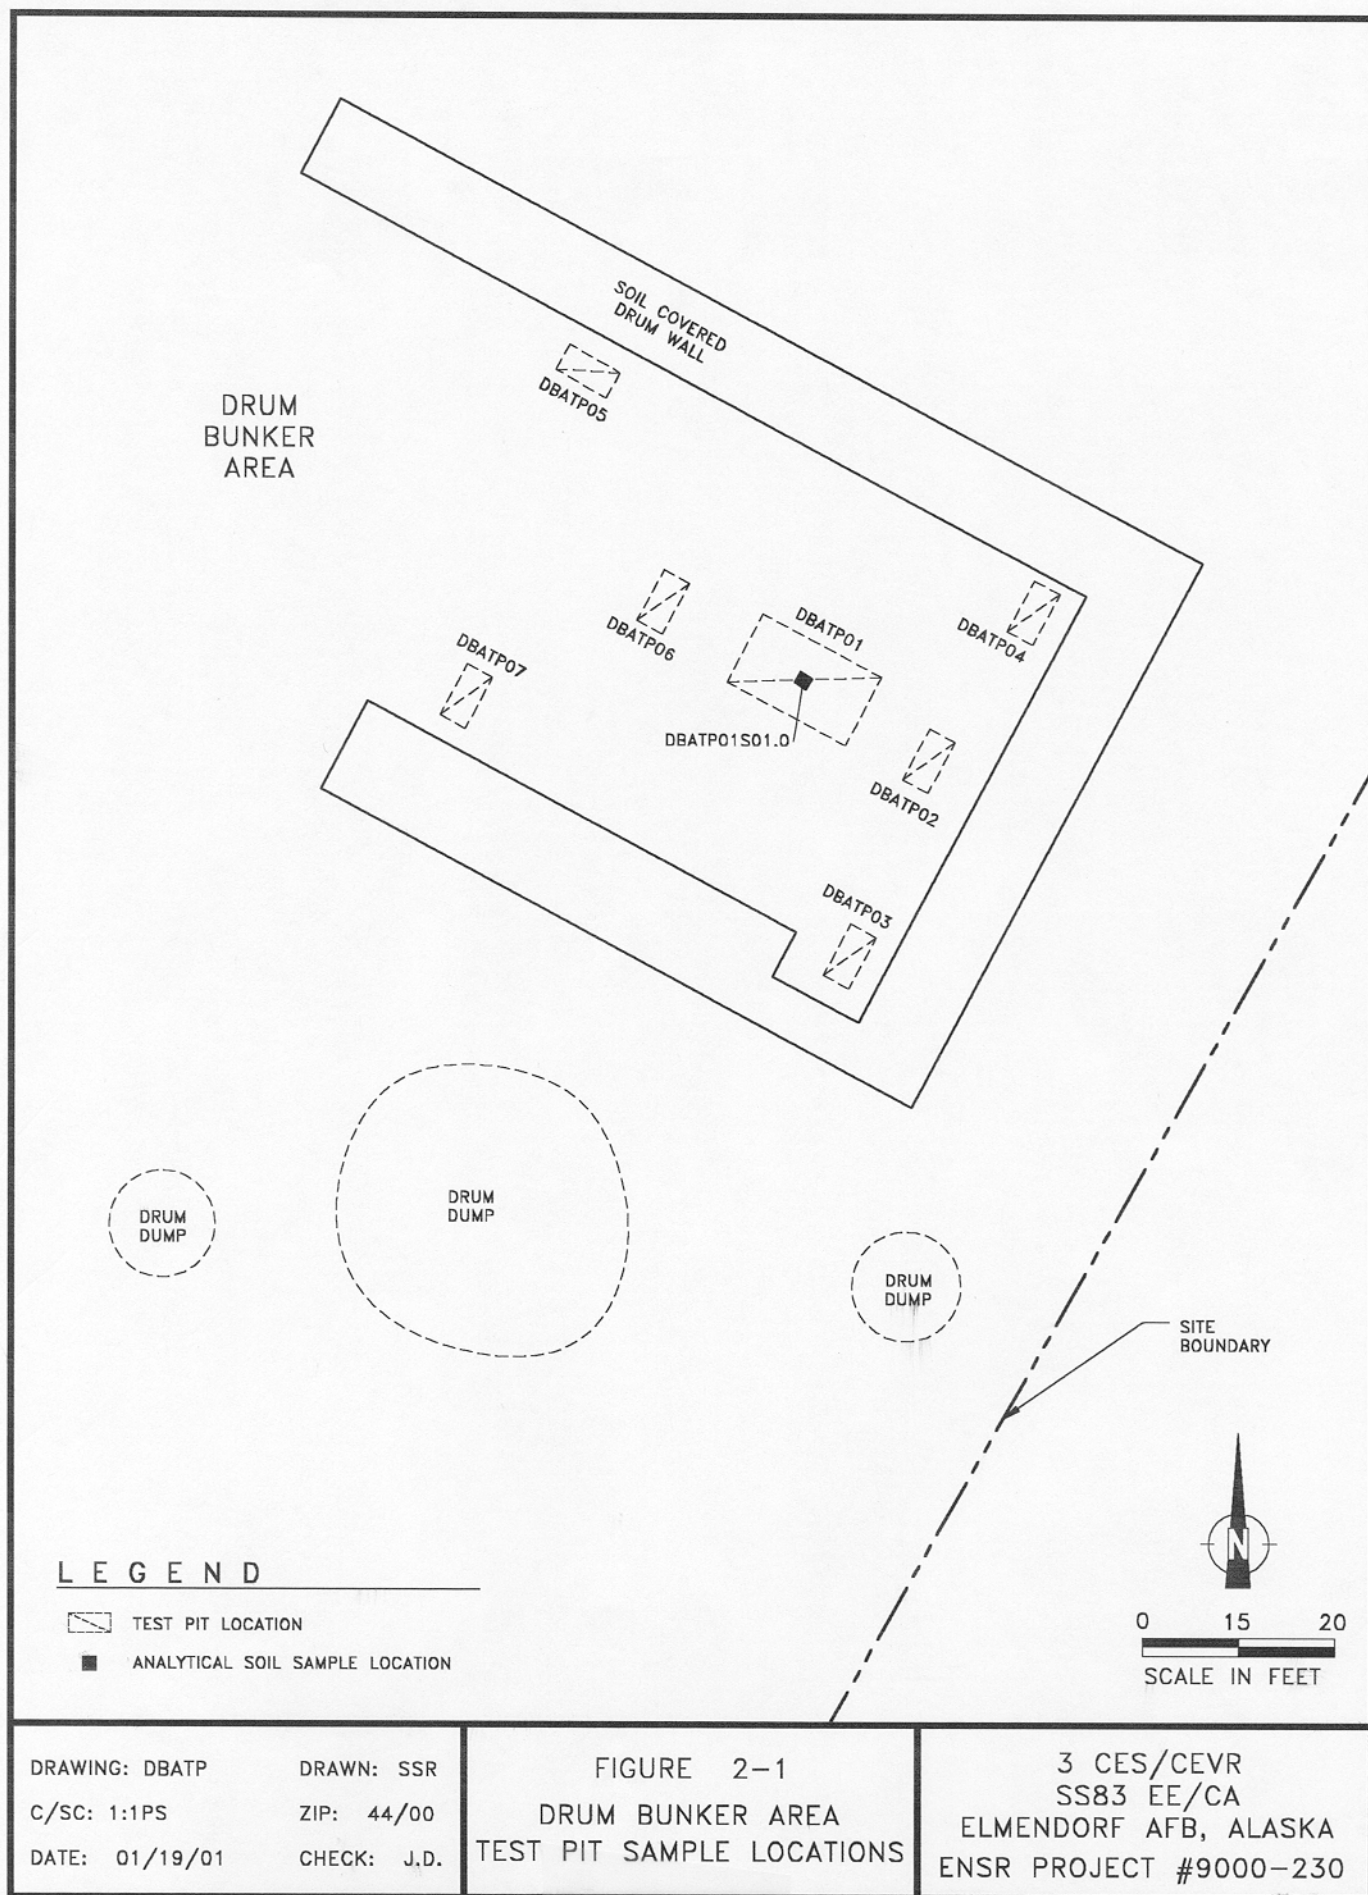 SOIL COVERED
DRUM WALL
DBATP05
DRUM
BUNKER
AREA
DBATP06
DBATP01
DBATP04
DBATP07
DBATP01S01.0
DBATP02
DBATP03
DRUM
DUMP
DRUM
DUMP
DRUM
DUMP
SITE
BOUNDARY
N
LEGEND
TEST PIT LOCATION
ANALYTICAL SOIL SAMPLE LOCATION
0 15 20
SCALE IN FEET
DRAWING: DBATP DRAWN: SSR
C/SC: 1:1PS ZIP: 44/00
DATE: 01/19/01 CHECK: J.D.
FIGURE 2-1
DRUM BUNKER AREA
TEST PIT SAMPLE LOCATIONS
3 CES/CEVR
SS83 EE/CA
ELMENDORF AFB, ALASKA
ENSR PROJECT #9000-230